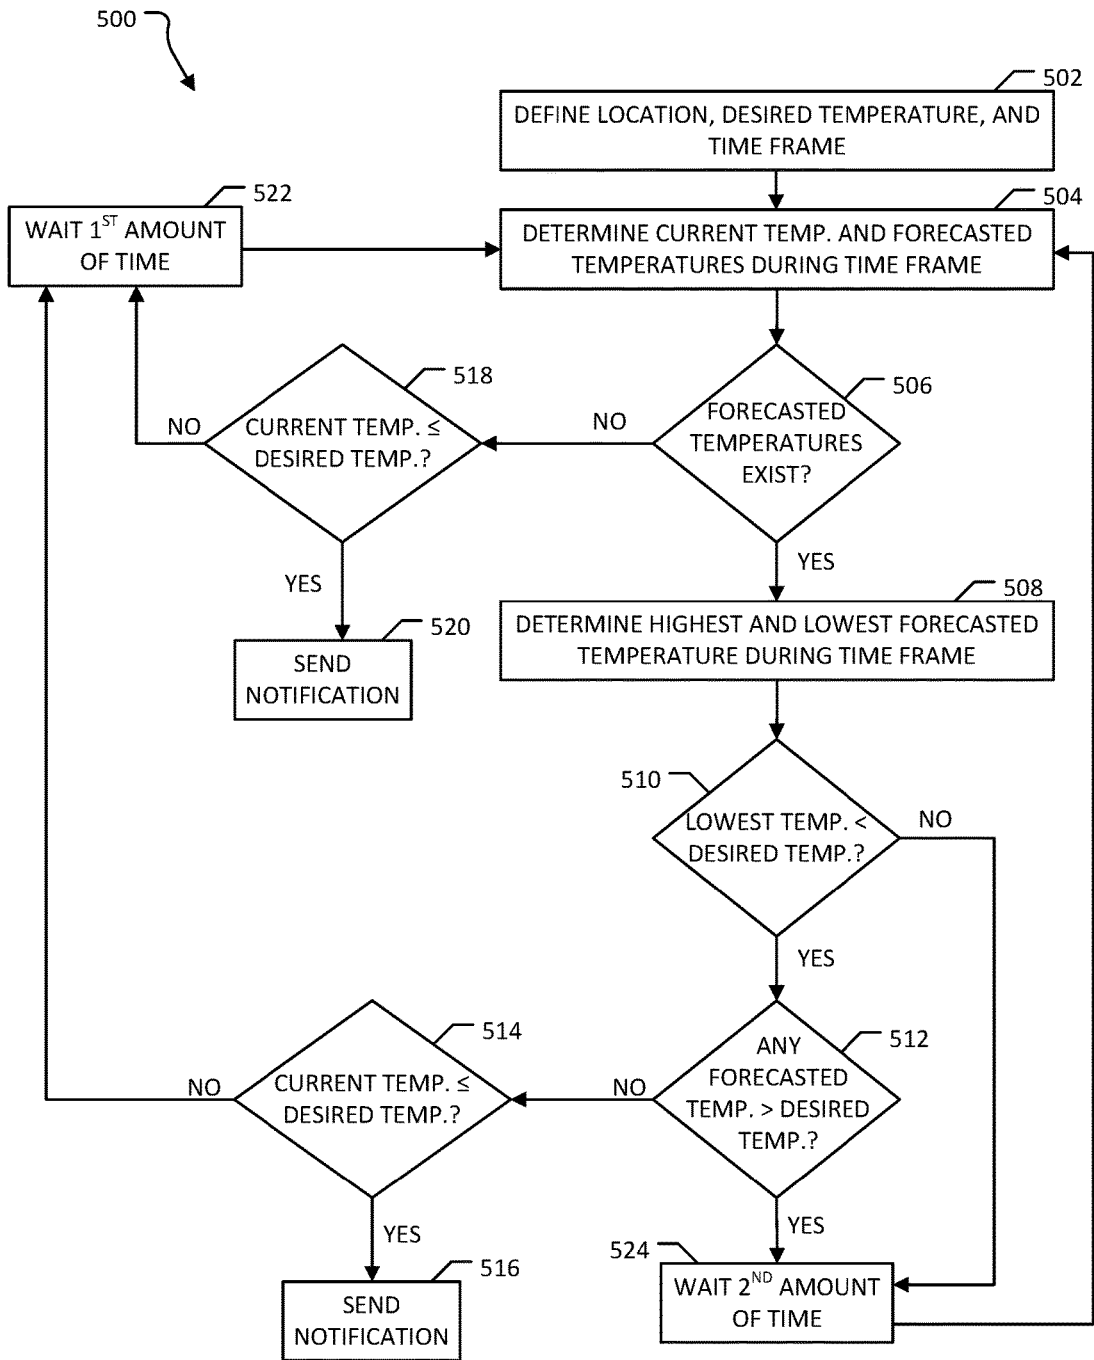 500
502
DEFINE LOCATION, DESIRED TEMPERATURE, AND
TIME FRAME
522
WAIT 1ST AMOUNT
OF TIME
504
DETERMINE CURRENT TEMP. AND FORECASTED
TEMPERATURES DURING TIME FRAME
518
CURRENT TEMP. ≤
DESIRED TEMP.?
NO
NO
506
FORECASTED
TEMPERATURES
EXIST?
YES
YES
520
SEND
NOTIFICATION
508
DETERMINE HIGHEST AND LOWEST FORECASTED
TEMPERATURE DURING TIME FRAME
510
LOWEST TEMP. <
DESIRED TEMP.?
NO
YES
514
CURRENT TEMP. ≤
DESIRED TEMP.?
NO
NO
512
ANY
FORECASTED
TEMP. > DESIRED
TEMP.?
YES
YES
516
SEND
NOTIFICATION
524
WAIT 2ND AMOUNT
OF TIME